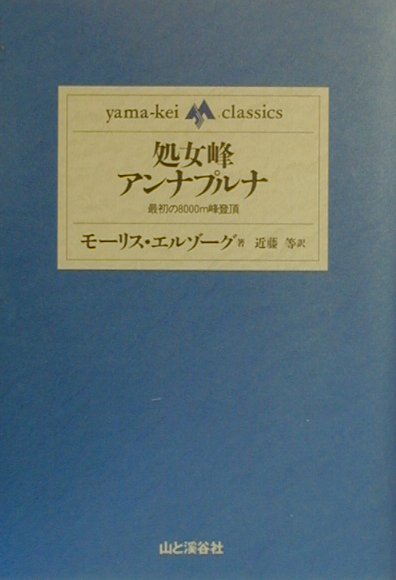 yama-kei classics
処女峰
アンナプルナ
最初の8000m峰登頂
モーリス・エルゾーグ著 近藤 等訳
山と溪谷社